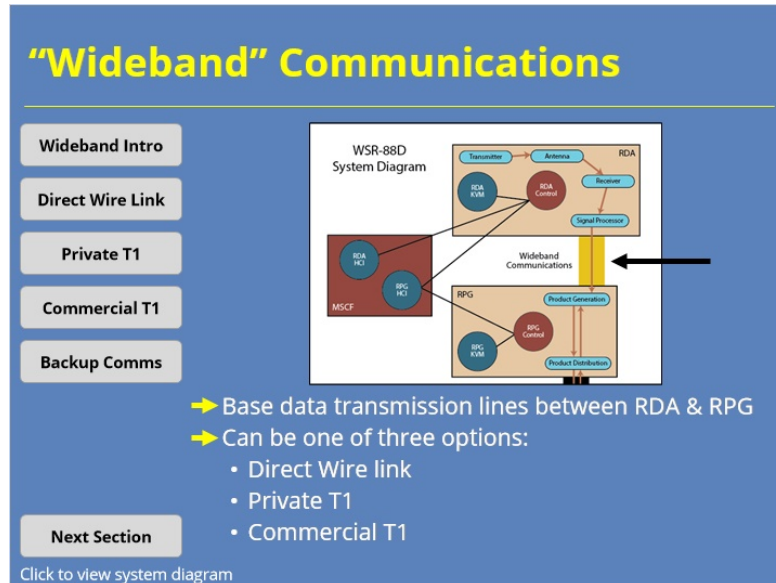 “Wideband” Communications
Wideband Intro
Direct Wire Link
Private T1
Commercial T1
Backup Comms
Next Section
Click to view system diagram
WSR-88D
System Diagram
RDA
Transmitter
Antenna
Receiver
RDA
KVM
RDA
Control
Signal Processor
RDA
HCI
RPG
HCI
MSCF
Wideband
Communications
RPG
Product Generation
RPG
Control
RPG
KVM
Product Distribution
Base data transmission lines between RDA & RPG
Can be one of three options:
• Direct Wire link
• Private T1
• Commercial T1